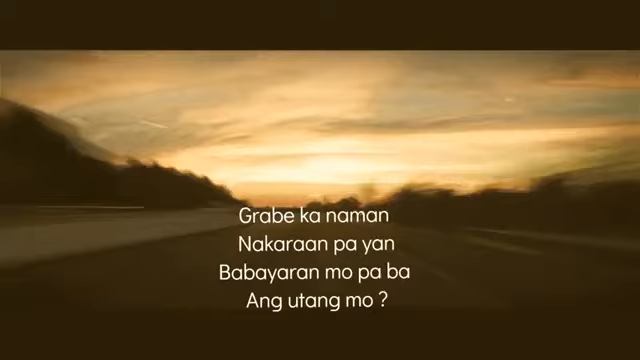 Grabe ka naman
Nakaraan pa yan
Babayaran mo pa ba
Ang utang mo ?